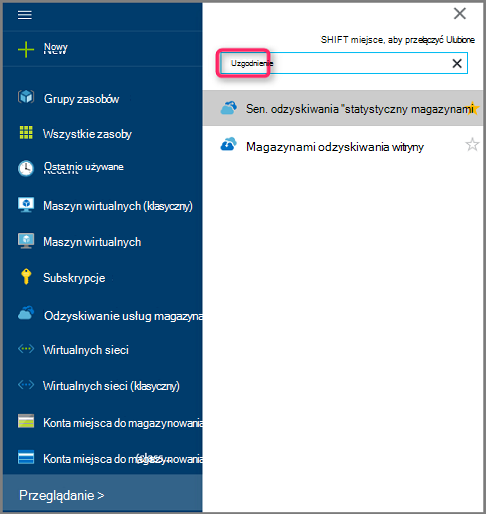 Nowy
Grupy zasobów
Wszystkie zasoby
Ostatnio używane
Maszyn wirtualnych (klasyczny)
Maszyn wirtualnych
Subskrypcje
Odzyskiwanie usług magazyna
Wirtualnych sieci
Wirtualnych sieci (klasyczny)
Konta miejsca do magazynowania
Konta miejsca do magazynowania
Przeglądanie >
SHIFT miejsce, aby przełączyć Ulubione
Uzgodnienie
Sen. odzyskiwania "statystyczny magazynami
Magazynami odzyskiwania witryny